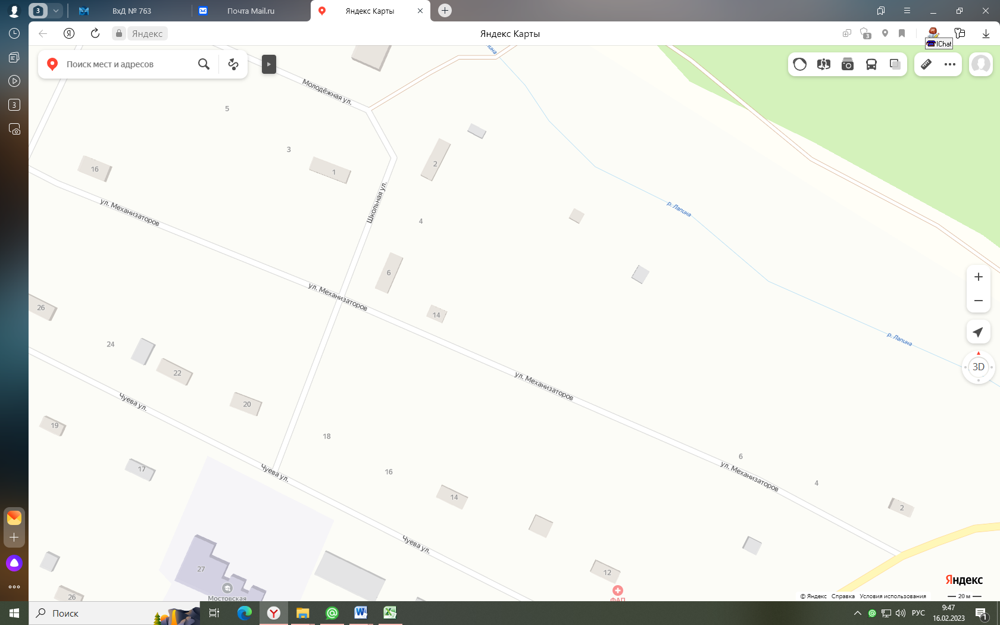 3
ВхД № 763
Почта Mail.ru
Яндекс Карты
Я
Яндекс
Яндекс Карты
3
IChat
Поиск мест и адресов
3
Молодёжная ул.
5
3
16
1
2
ул. Механизаторов
Школьная ул.
4
р. Лапина
6
ул. Механизаторов
26
14
р. Лапина
24
22
3D
ул. Механизаторов
Чуева ул.
20
19
18
6
17
Чуева ул.
16
ул. Механизаторов
4
14
2
Чуева ул.
27
12
Мостовская
26
ФАП
Яндекс
© Яндекс Справка Условия использования
20 м
Поиск
РУС
9:47
16.02.2023
1